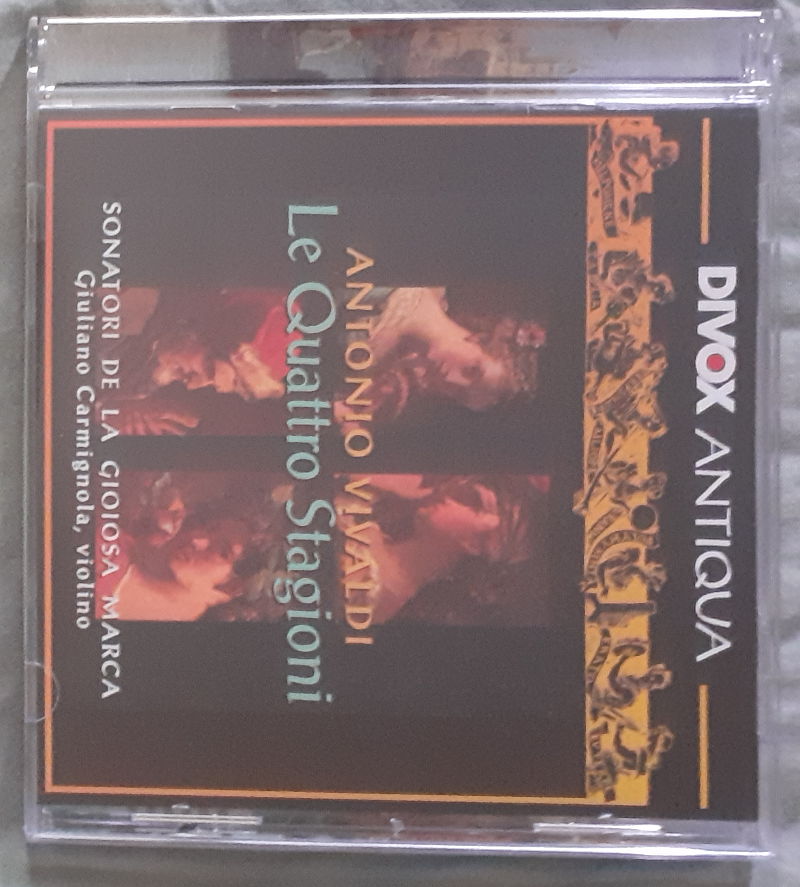 DIVOX ANTIQUA
ANTONIO VIVALDI
Le Quattro Stagioni
SONATORI DE LA GIOIOSA MARCA
Giuliano Carmignola, violino